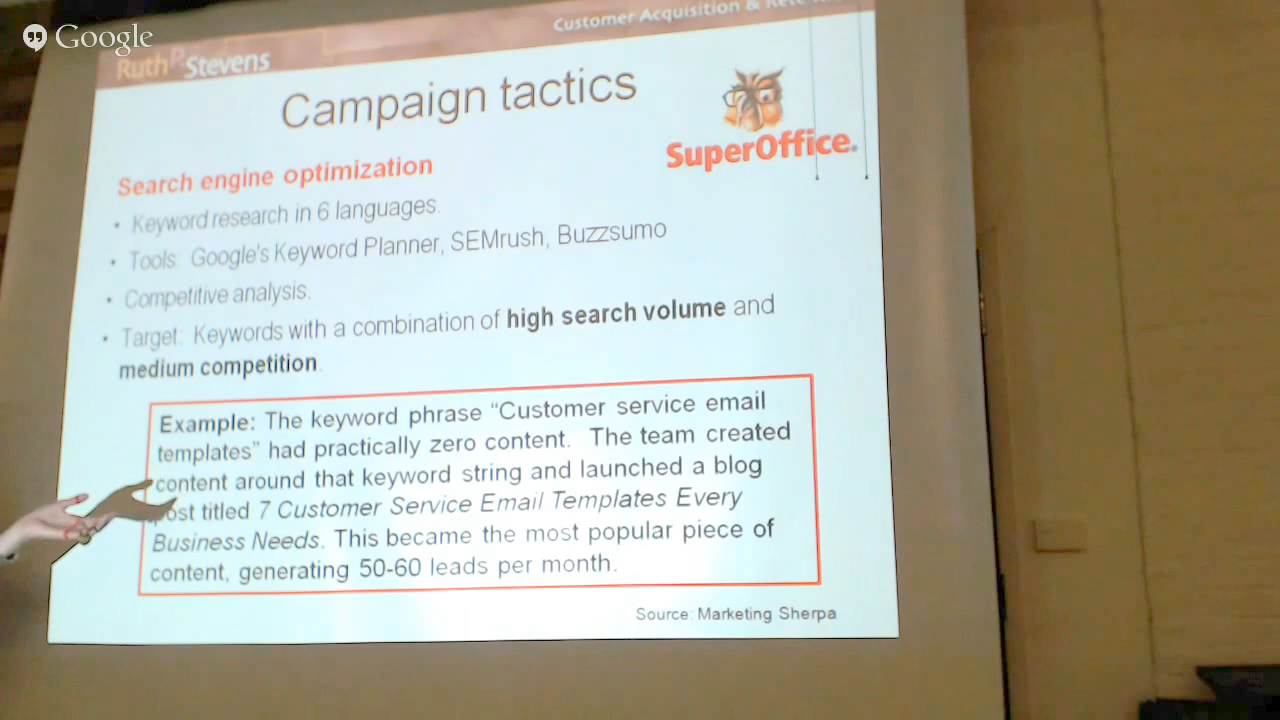 Google
Customer Acquisition &
Ruth P. Stevens
Campaign tactics
SuperOffice®
Search engine optimization
• Keyword research in 6 languages.
• Tools: Google's Keyword Planner, SEMrush, Buzzsumo
• Competitive analysis.
• Target: Keywords with a combination of high search volume and
medium competition.
Example: The keyword phrase “Customer service email
templates” had practically zero content. The team created
content around that keyword string and launched a blog
post titled 7 Customer Service Email Templates Every
Business Needs. This became the most popular piece of
content, generating 50-60 leads per month.
Source: Marketing Sherpa